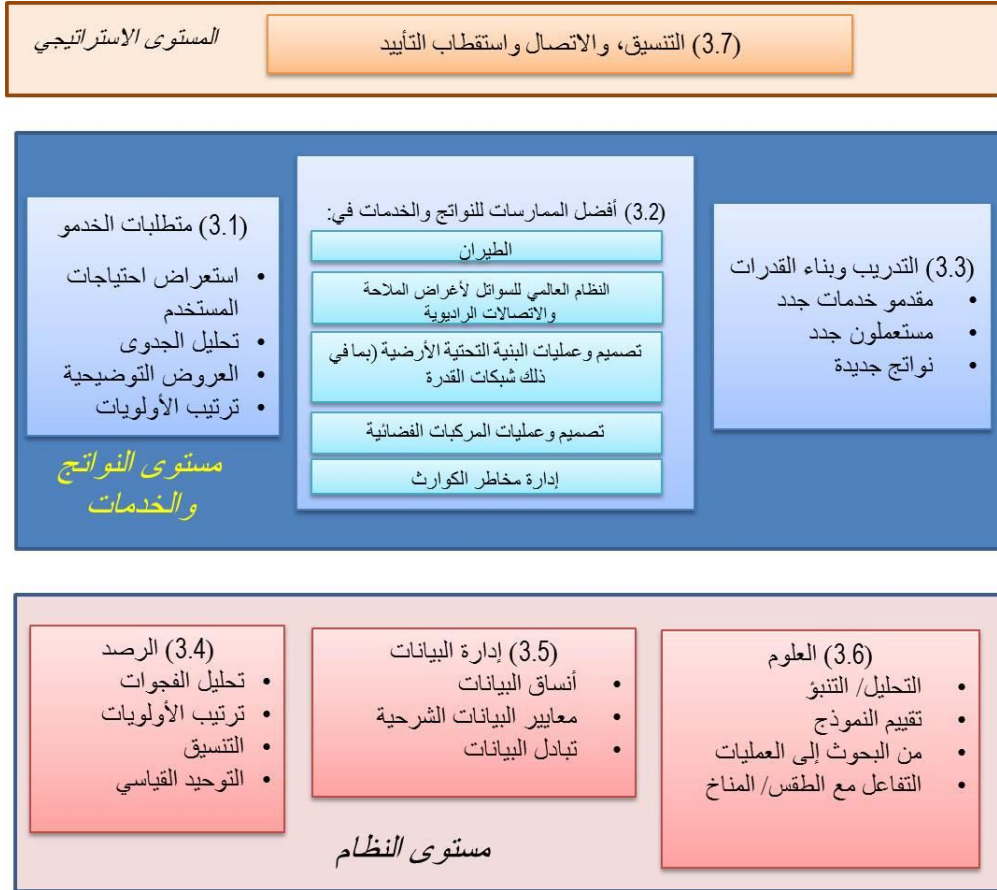 المستوى الاستراتيجي
(3.7) التنسيق، والاتصال واستقطاب التأييد
(3.1) متطلبات الخدمو
• استعراض احتياجات
المستخدم
• تحليل الجدوى
• العروض التوضيحية
• ترتيب الأولويات
(3.2) أفضل الممارسات للنواتج والخدمات في:
الطيران
النظام العالمي للسواتل لأغراض الملاحة
والاتصالات الراديوية
تصميم وعمليات البنية التحتية الأرضية (بما في
ذلك شبكات القدرة
تصميم وعمليات المركبات الفضائية
إدارة مخاطر الكوارث
(3.3) التدريب وبناء القدرات
• مقدمو خدمات جدد
• مستعملون جدد
• نواتج جديدة
مستوى النواتج
والخدمات
(3.4) الرصد
• تحليل الفجوات
• ترتيب الأولويات
• التنسيق
• التوحيد القياسي
(3.5) إدارة البيانات
• أنساق البيانات
• معايير البيانات الشرحية
• تبادل البيانات
(3.6) العلوم
• التحليل/ التنبؤ
• تقييم النموذج
• من البحوث إلى العمليات
• التفاعل مع الطقس/ المناخ
مستوى النظام